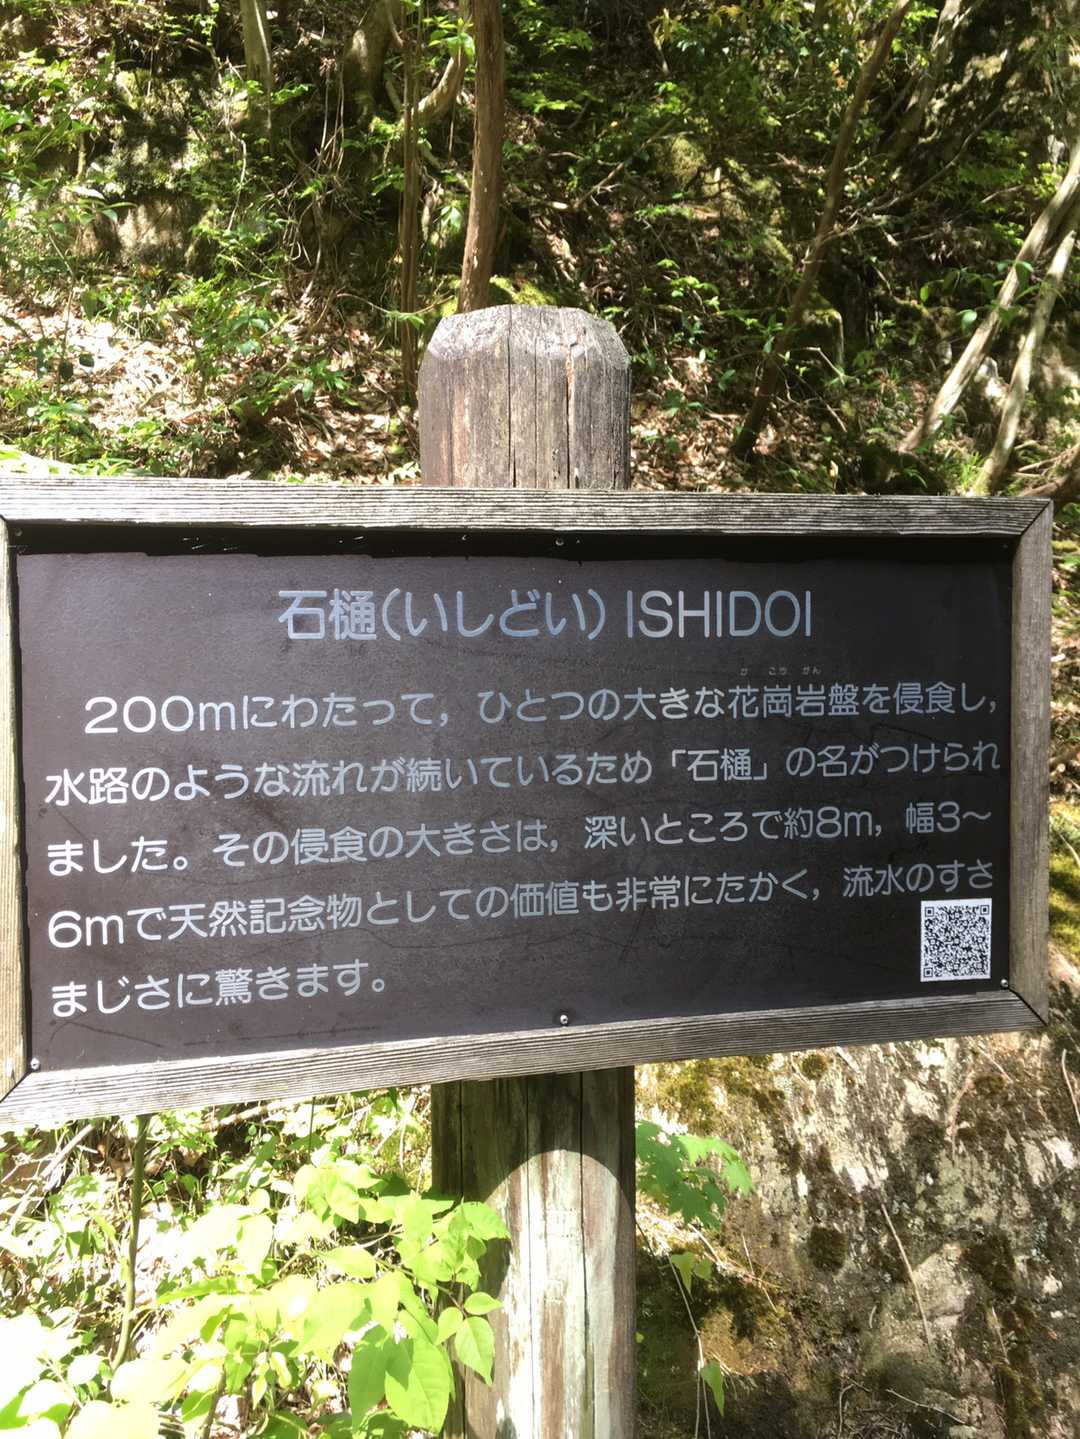 石樋(いしどい) ISHIDOI
か こう がん
200mにわたって，ひとつの大きな花崗岩盤を侵食し，
水路のような流れが続いているため「石樋」の名がつけられ
ました。その侵食の大きさは，深いところで約8m，幅3〜
6mで天然記念物としての価値も非常にたかく，流水のすさ
まじさに驚きます。